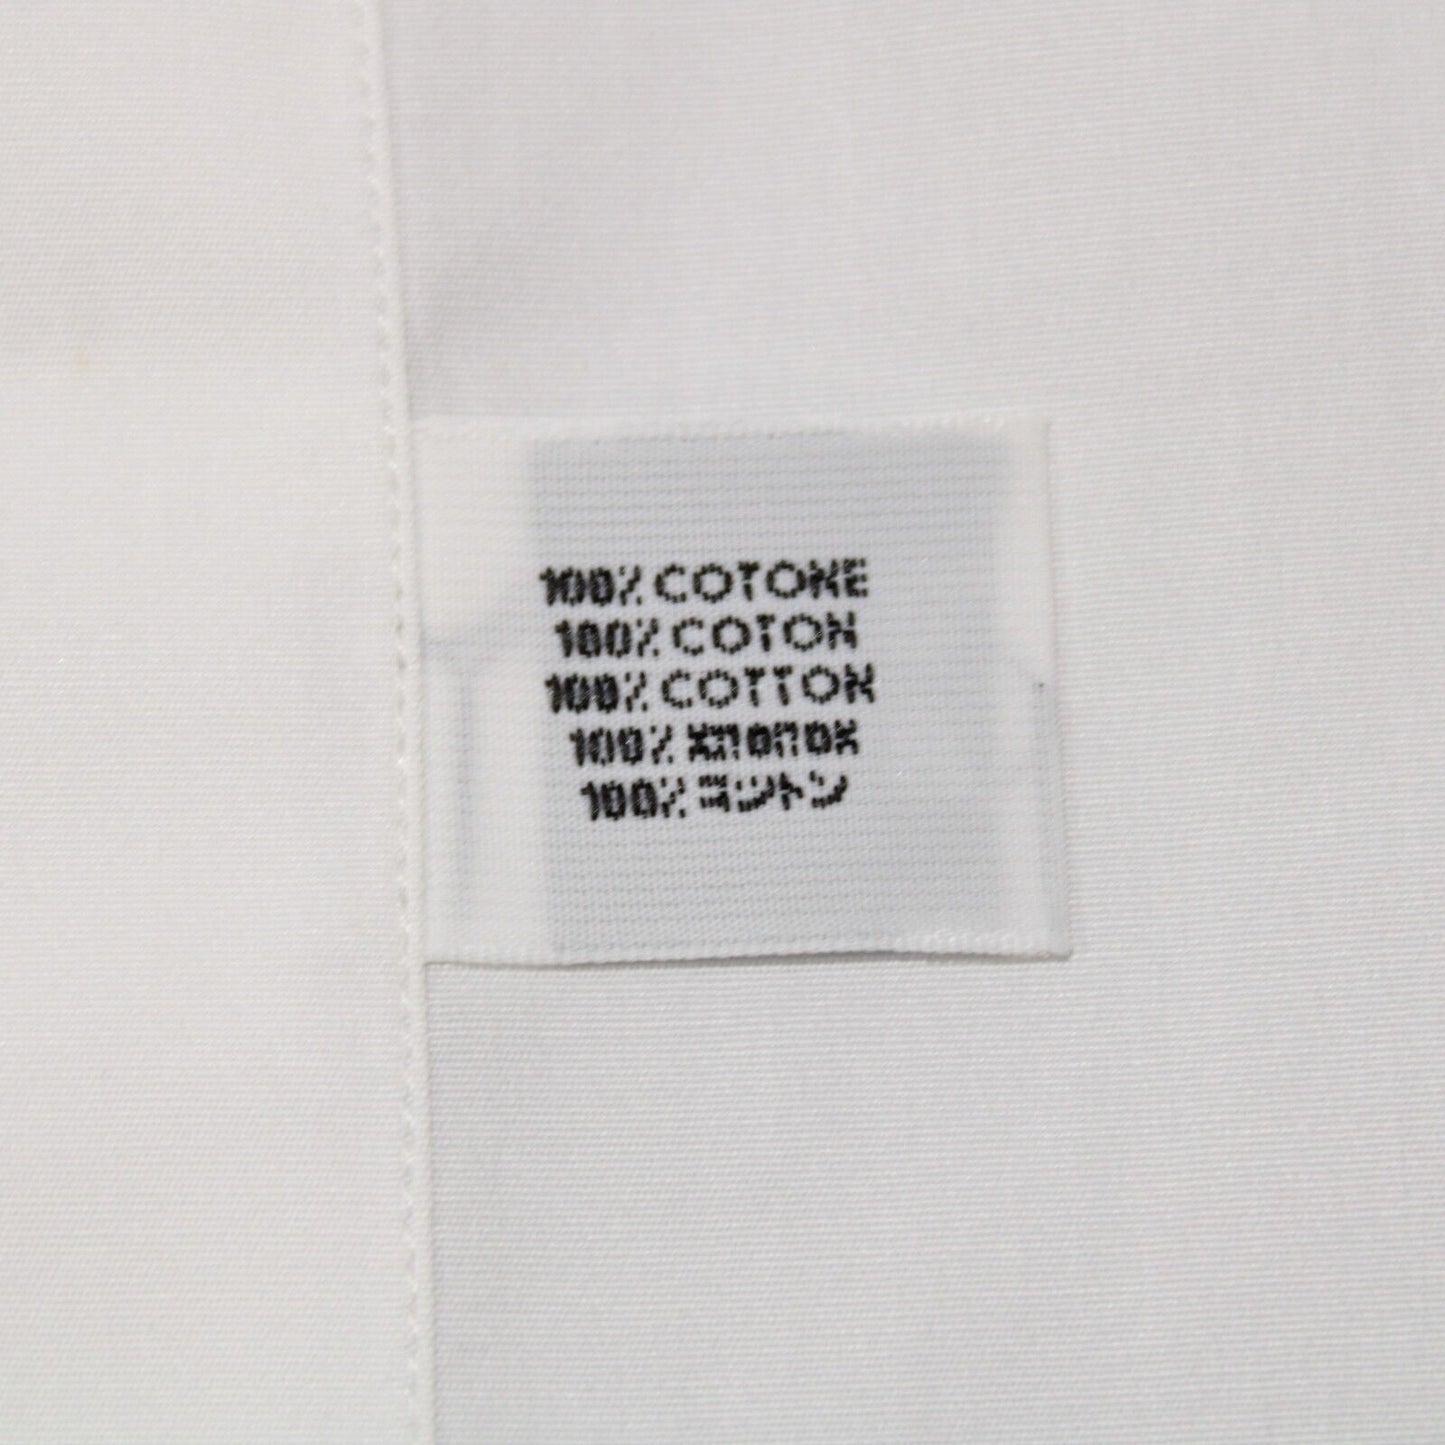 100% COTONE
100% COTON
100% COTTON
100% ХЛОПОК
100% コットン